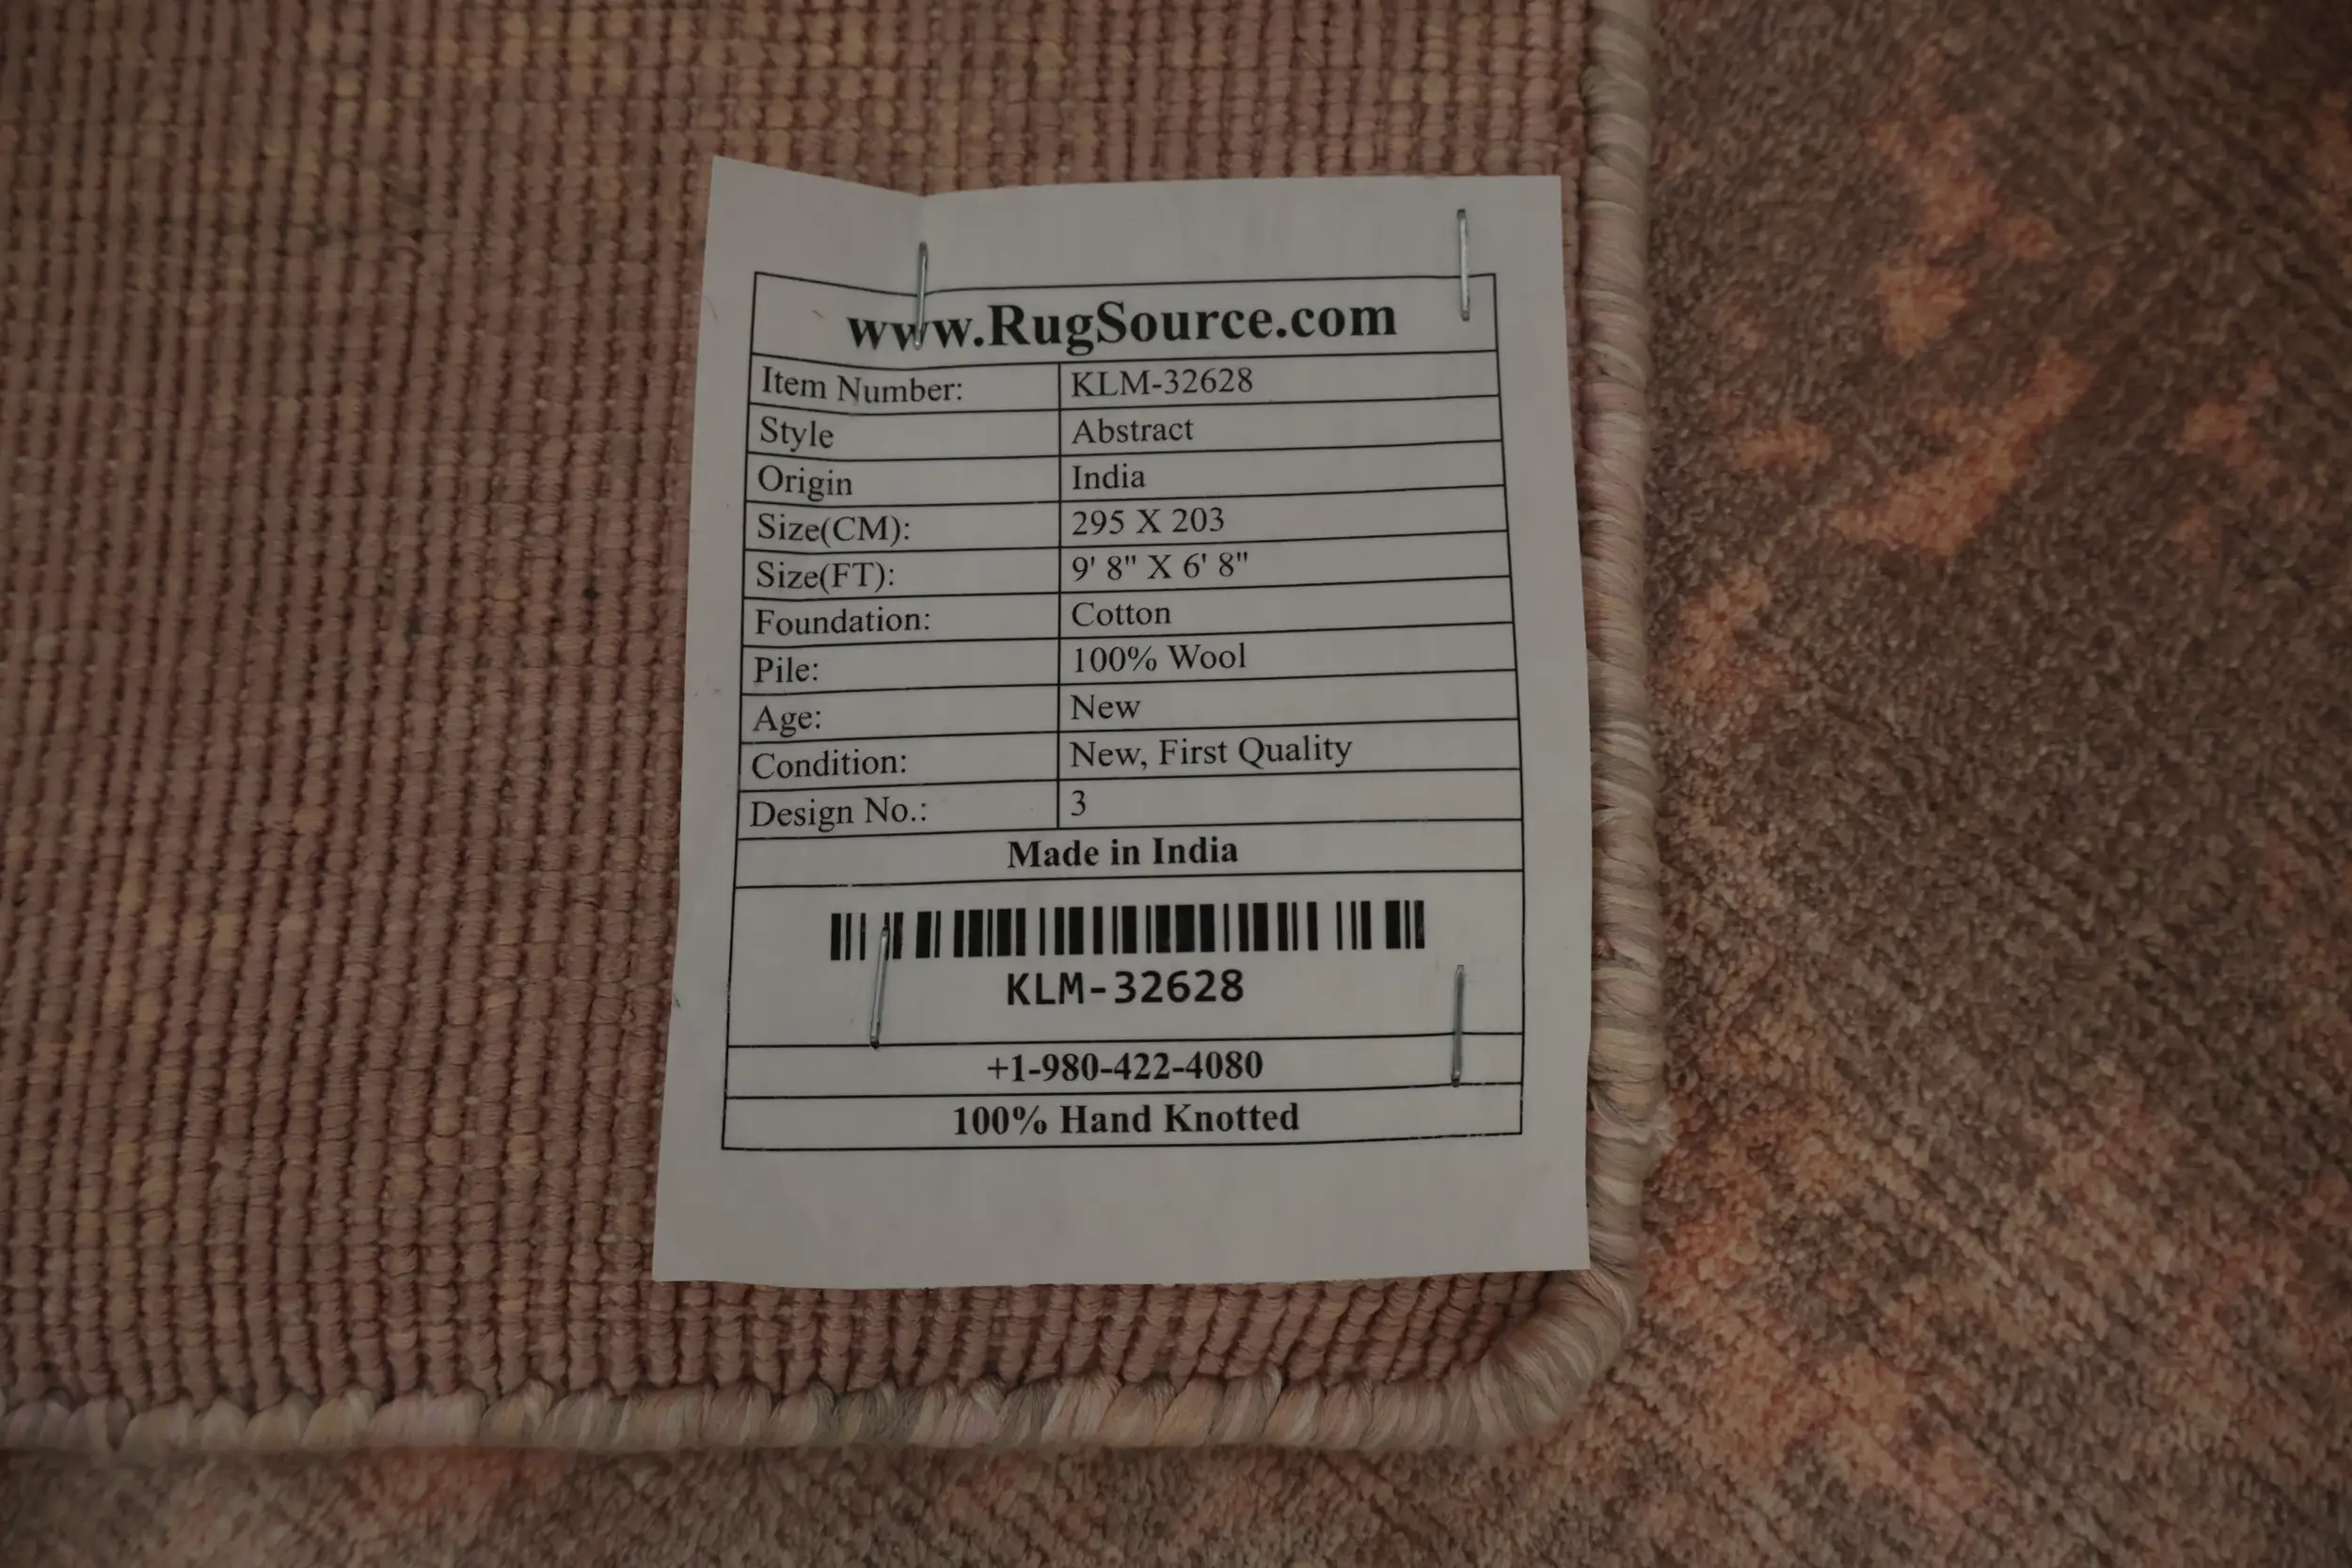 www.RugSource.com
Item Number: KLM-32628
Style Abstract
Origin India
Size(CM): 295 X 203
Size(FT): 9' 8" X 6' 8"
Foundation: Cotton
Pile: 100% Wool
Age: New
Condition: New, First Quality
Design No.: 3
Made in India
KLM-32628
+1-980-422-4080
100% Hand Knotted